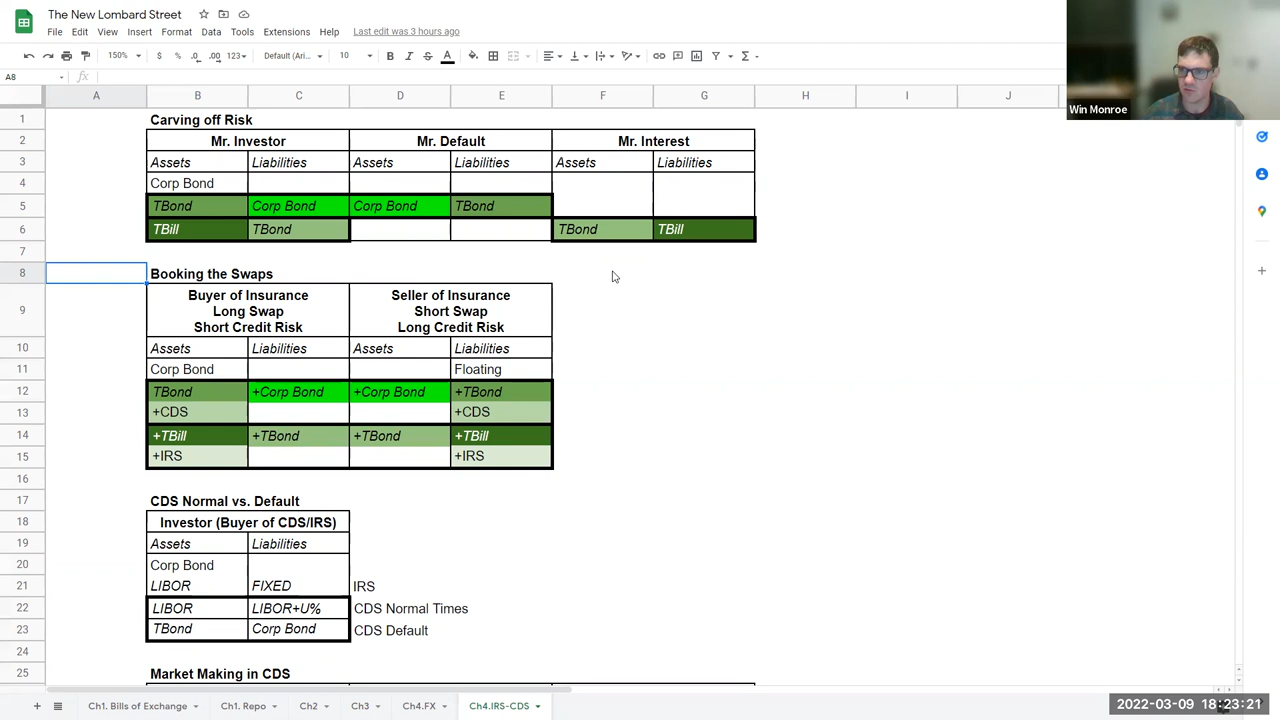 The New Lombard Street
File Edit View Insert Format Data Tools Extensions Help Last edit was 3 hours ago
150% $ % .0 .00 123 Default (Ari... 10 B I S A Σ
A8 fx
A B C D E F G H I J
1 Carving off Risk
2 Mr. Investor Mr. Default Mr. Interest
3 Assets Liabilities Assets Liabilities Assets Liabilities
4 Corp Bond
5 TBond Corp Bond Corp Bond TBond
6 TBill TBond TBond TBill
7
8 Booking the Swaps
9 Buyer of Insurance Seller of Insurance
Long Swap Short Swap
Short Credit Risk Long Credit Risk
10 Assets Liabilities Assets Liabilities
11 Corp Bond Floating
12 TBond +Corp Bond +Corp Bond +TBond
13 +CDS +CDS
14 +TBill +TBond +TBond +TBill
15 +IRS +IRS
16
17 CDS Normal vs. Default
18 Investor (Buyer of CDS/IRS)
19 Assets Liabilities
20 Corp Bond
21 LIBOR FIXED IRS
22 LIBOR LIBOR+U% CDS Normal Times
23 TBond Corp Bond CDS Default
24
25 Market Making in CDS
Ch1. Bills of Exchange Ch1. Repo Ch2 Ch3 Ch4.FX Ch4.IRS-CDS
Win Monroe
2022-03-09 18:23:21